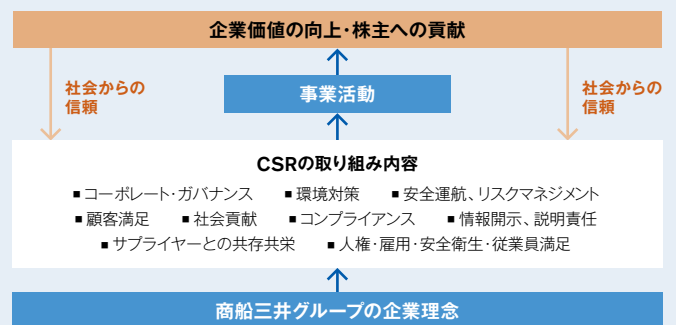 企業価値の向上・株主への貢献
社会からの
信頼
事業活動
社会からの
信頼
CSRの取り組み内容
■コーポレート・ガバナンス ■環境対策 ■安全運航、リスクマネジメント
■顧客満足 ■社会貢献 ■コンプライアンス ■情報開示、説明責任
■サプライヤーとの共存共栄 ■人権・雇用・安全衛生・従業員満足
商船三井グループの企業理念